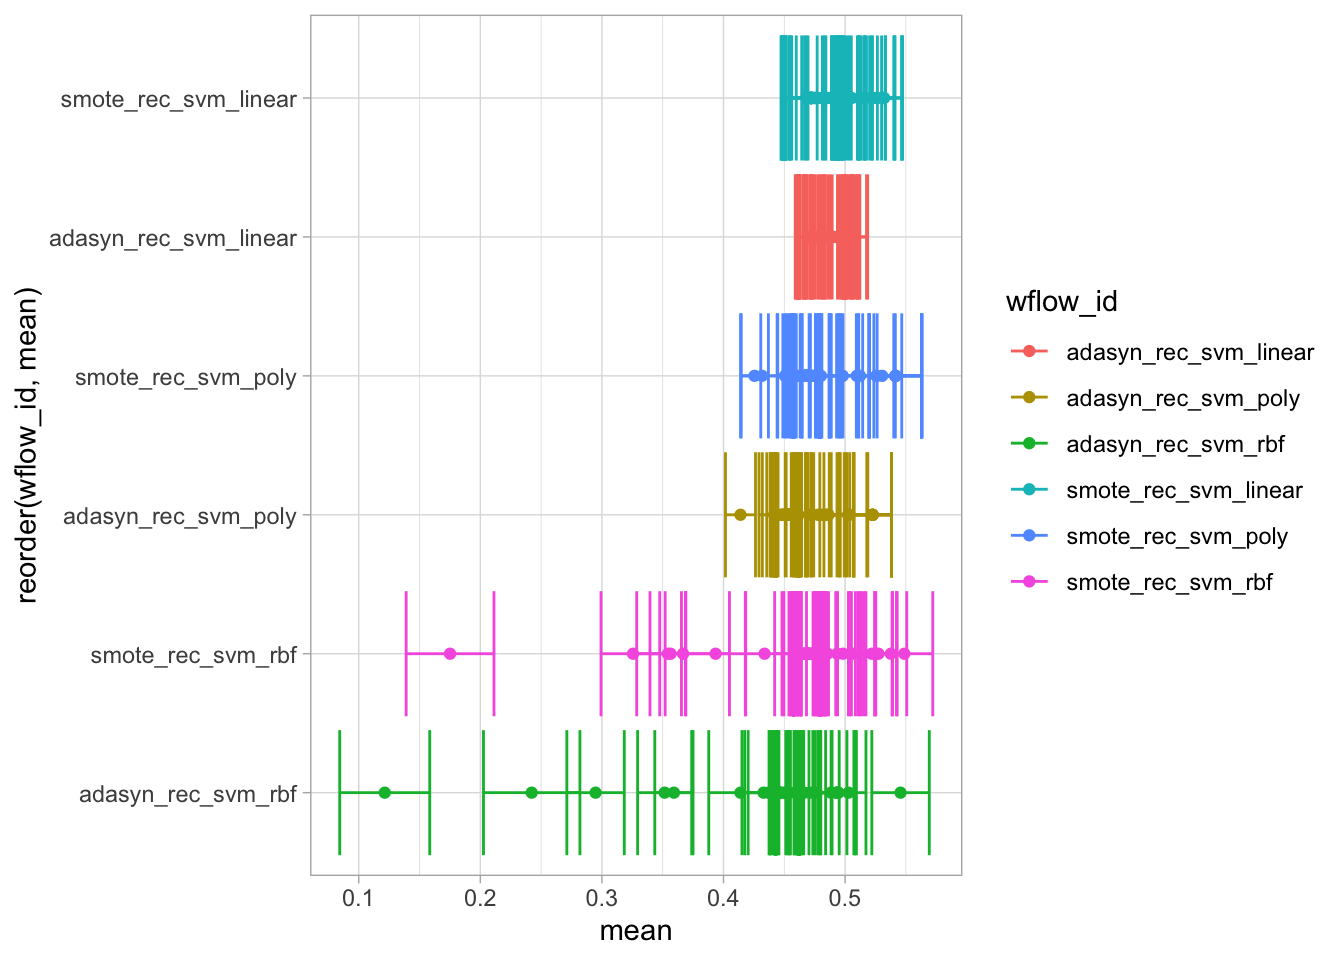 smote_rec_svm_linear
adasyn_rec_svm_linear
smote_rec_svm_poly
adasyn_rec_svm_poly
smote_rec_svm_rbf
adasyn_rec_svm_rbf
reorder(wflow_id, mean)
0.1 0.2 0.3 0.4 0.5
mean
wflow_id
adasyn_rec_svm_linear
adasyn_rec_svm_poly
adasyn_rec_svm_rbf
smote_rec_svm_linear
smote_rec_svm_poly
smote_rec_svm_rbf